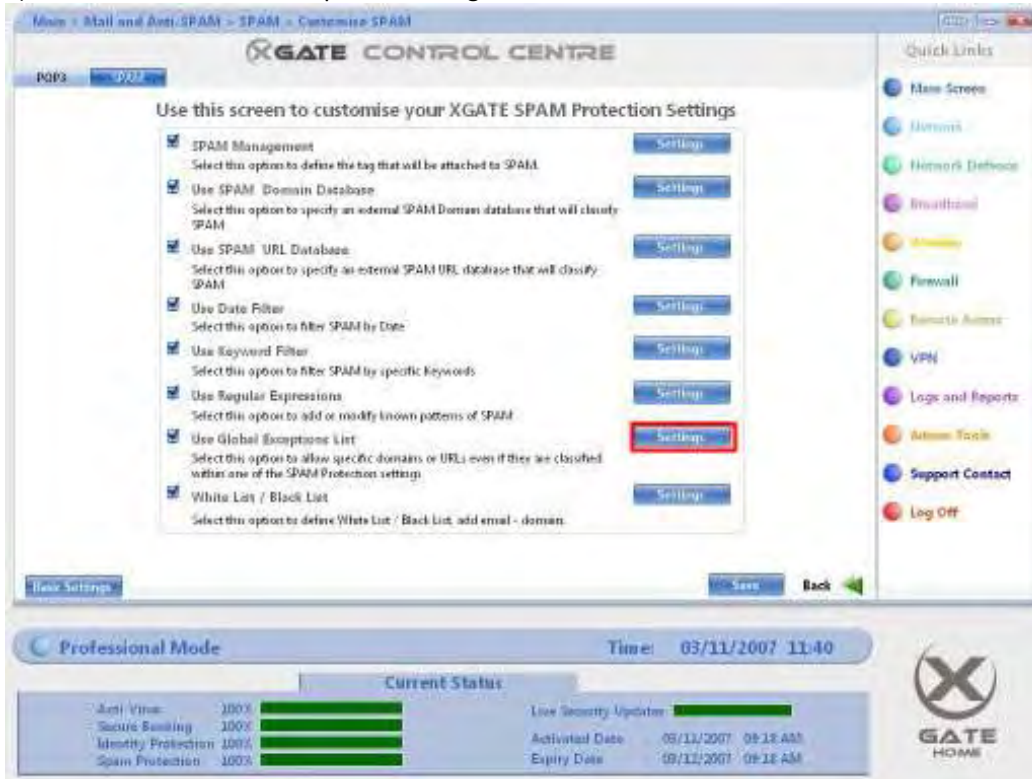 Main > Mail and Anti-SPAM > SPAM > Customise SPAM
XGATE CONTROL CENTRE
Quick Links
POP3
SPAM
Use this screen to customise your XGATE SPAM Protection Settings
Main Screen
SPAM Management
Settings
Select this option to define the tag that will be attached to SPAM.
Network Defence
Use SPAM Domain Database
Settings
Select this option to specify an external SPAM Domain database that will classify
SPAM
Broadband
Use SPAM URL Database
Settings
Select this option to specify an external SPAM URL database that will classify
SPAM
Firewall
Use Date Filter
Settings
Select this option to filter SPAM by Date
Remote Access
Use Keyword Filter
Settings
Select this option to filter SPAM by specific Keywords
VPN
Use Regular Expressions
Settings
Select this option to add or modify known patterns of SPAM
Logs and Reports
Use Global Exceptions List
Settings
Select this option to allow specific domains or URLs even if they are classified
within one of the SPAM Protection settings
Admin Tools
Support Contact
White List / Black List
Settings
Select this option to define White List / Black List, add email - domain.
Log Off
Basic Settings
Save
Back
Professional Mode
Time: 03/11/2007 11:40
Current Status
Anti Virus 100%
Secure Banking 100%
Identity Protection 100%
Spam Protection 100%
Live Security Updates
Activated Date
09:18 AM
Expiry Date
09:18 AM
X
GATE
HOME